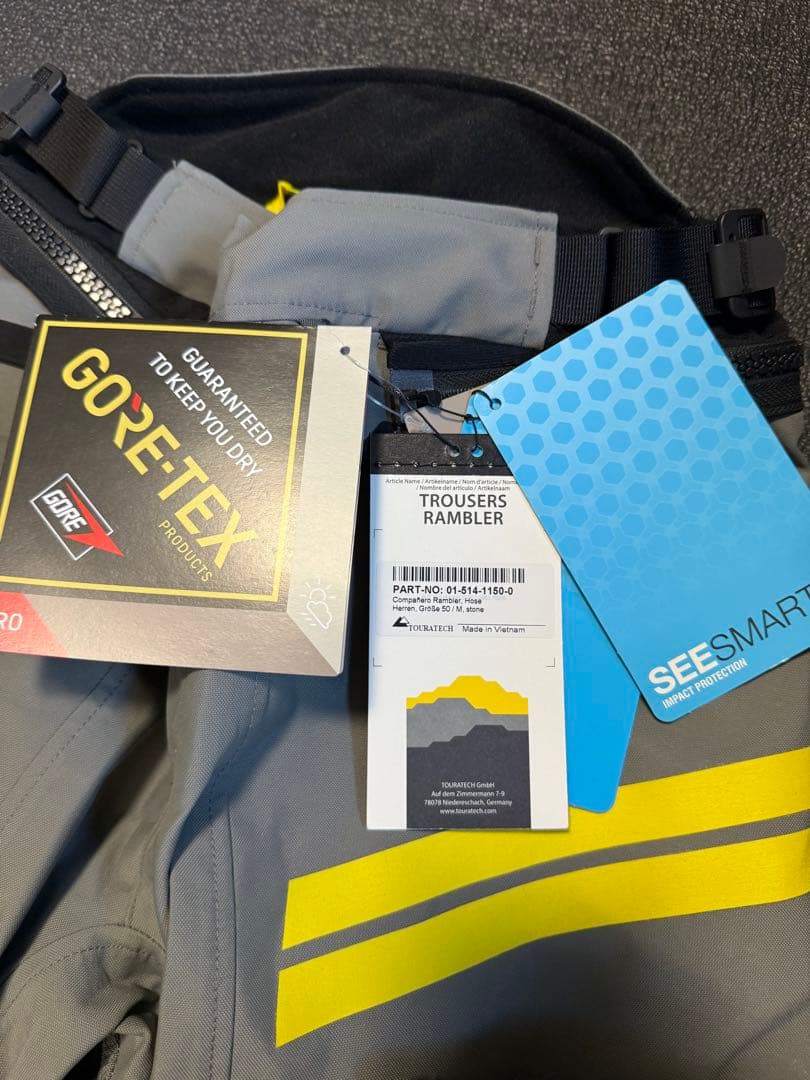 GUARANTEED
TO KEEP YOU DRY
GORE-TEX
PRODUCTS
GORE
RO
Article Name / Artikelname / Nom d'article / Nome
/ Nombre del artículo / Artikelnaam
TROUSERS
RAMBLER
PART-NO: 01-514-1150-0
Compañero Rambler, Hose
Herren, Größe 50 / M, stone
TOURATECH Made in Vietnam
TOURATECH GmbH
Auf dem Zimmermann 7-9
78078 Niedereschach, Germany
www.touratech.com
SEESMART
IMPACT PROTECTION